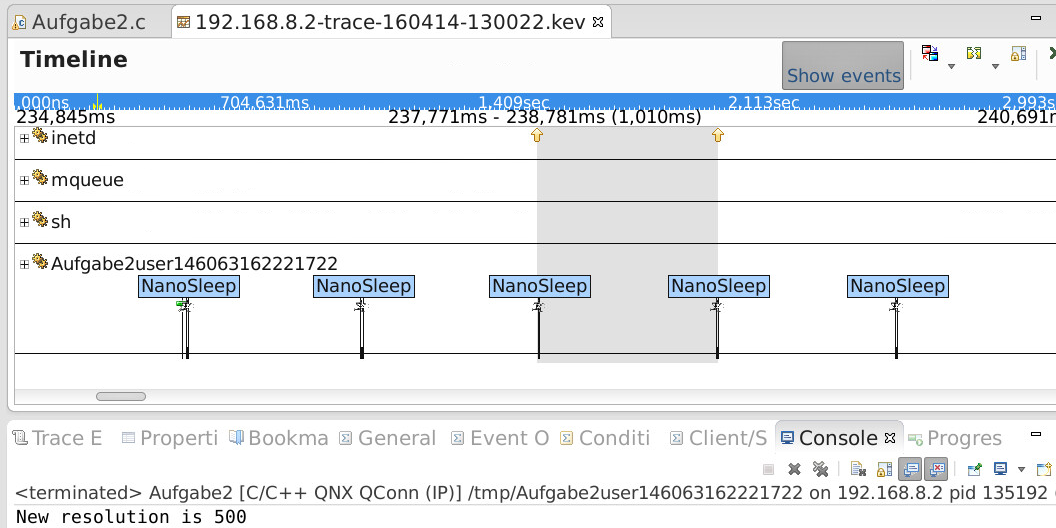 Aufgabe2.c 192.168.8.2-trace-160414-130022.kev
Timeline
Show events
,000ns 704,631ms 1,409sec 2,113sec 2,993s
234,845ms 237,771ms - 238,781ms (1,010ms) 240,691r
inetd
mqueue
sh
Aufgabe2user146063162221722
NanoSleep NanoSleep NanoSleep NanoSleep NanoSleep
Trace E Properti Bookma General Event O Conditi Client/S Console Progres
<terminated> Aufgabe2 [C/C++ QNX QConn (IP)] /tmp/Aufgabe2user146063162221722 on 192.168.8.2 pid 135192
New resolution is 500